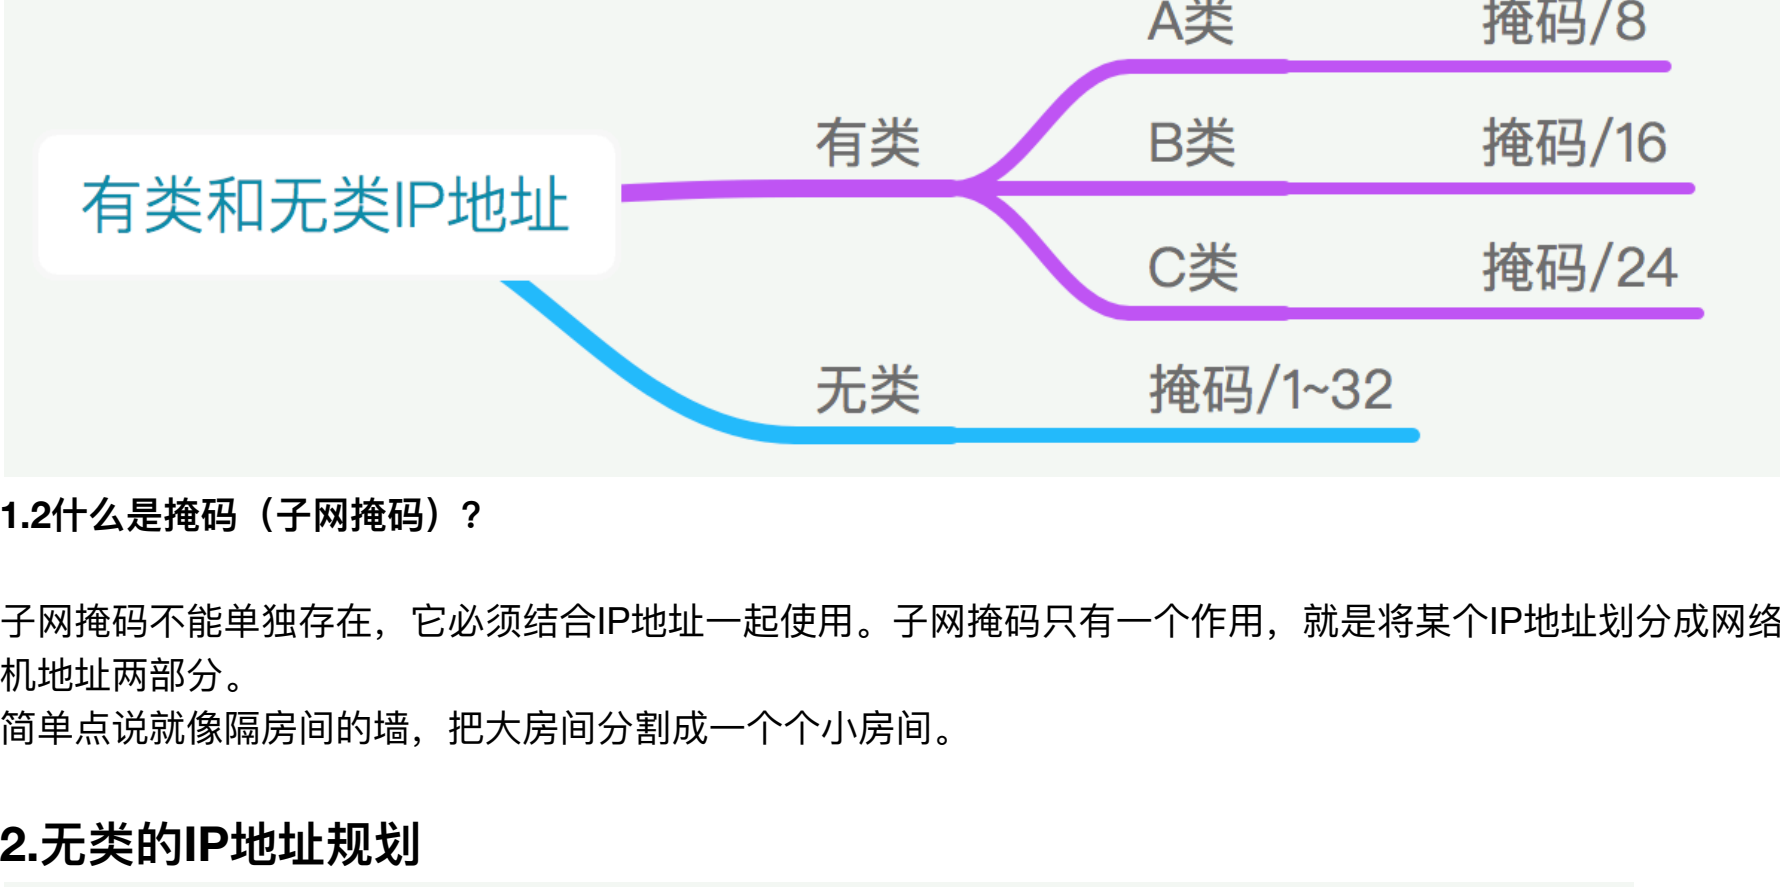 A类 掩码/8
有类 B类 掩码/16
有类和无类IP地址
C类 掩码/24
无类 掩码/1~32
1.2什么是掩码（子网掩码）？
子网掩码不能单独存在，它必须结合IP地址一起使用。子网掩码只有一个作用，就是将某个IP地址划分成网络
机地址两部分。
简单点说就像隔房间的墙，把大房间分割成一个个小房间。
2.无类的IP地址规划